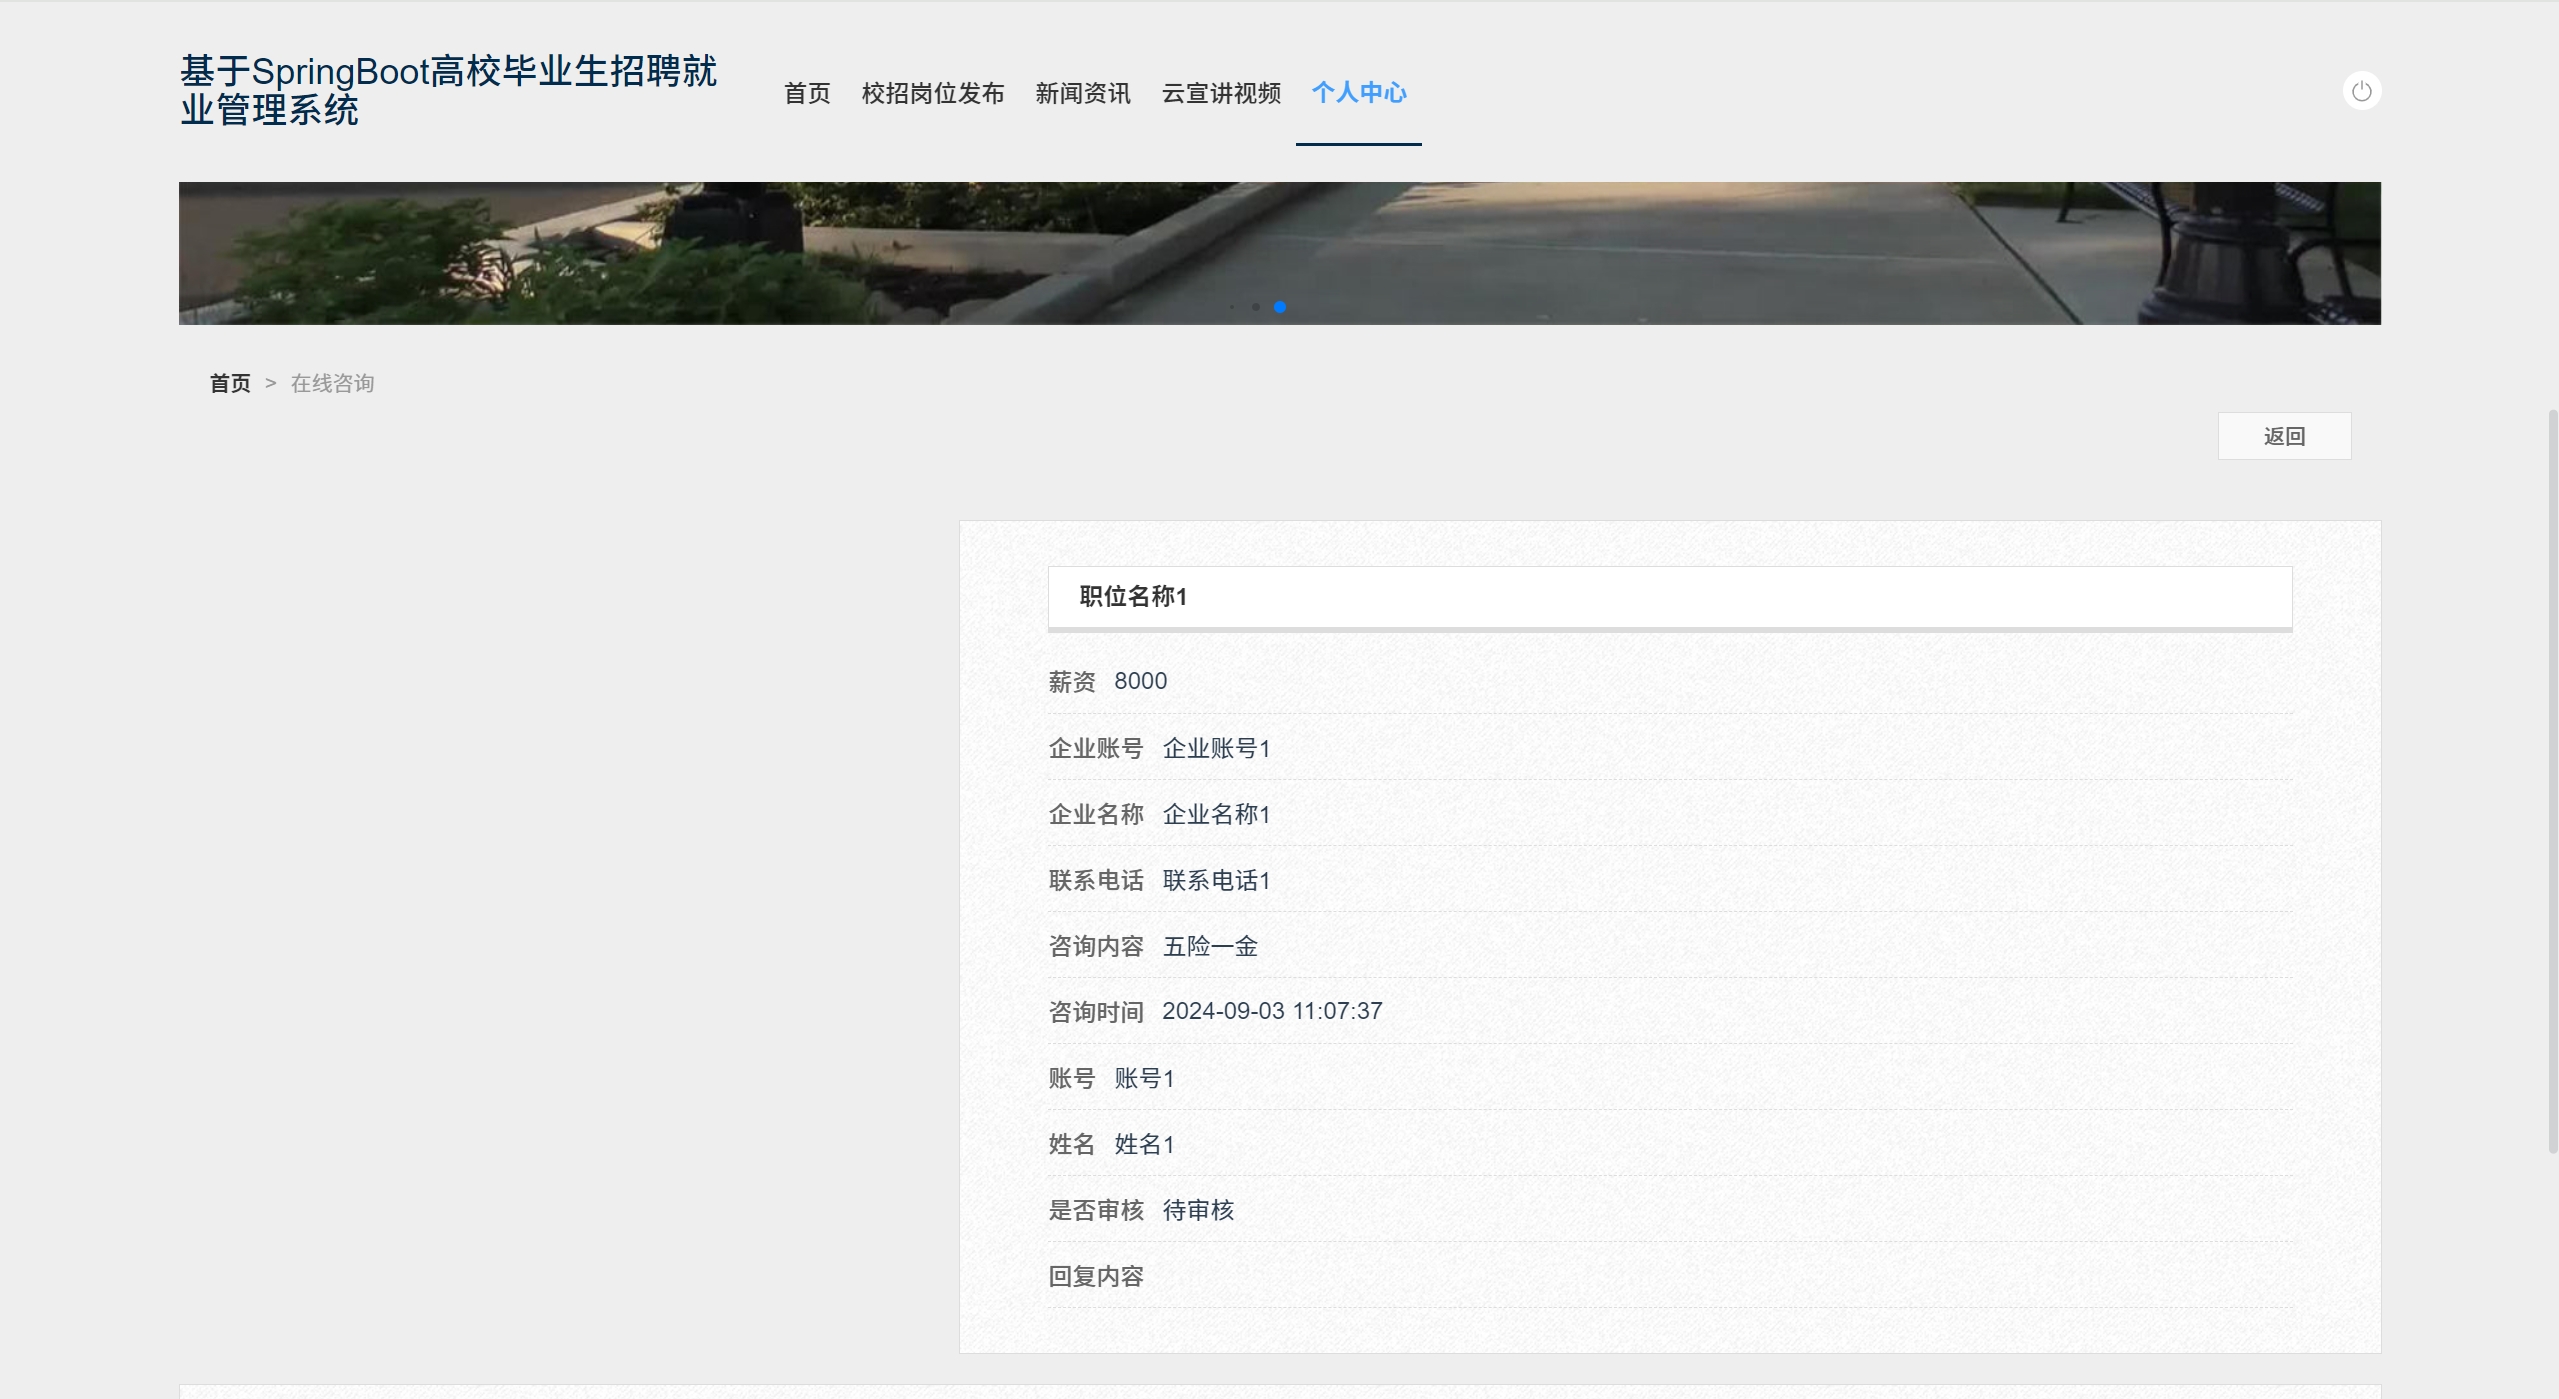 基于SpringBoot高校毕业生招聘就
业管理系统
首页 校招岗位发布 新闻资讯 云宣讲视频 个人中心
首页 > 在线咨询
返回
职位名称1
薪资 8000
企业账号 企业账号1
企业名称 企业名称1
联系电话 联系电话1
咨询内容 五险一金
咨询时间 2024-09-03 11:07:37
账号 账号1
姓名 姓名1
是否审核 待审核
回复内容